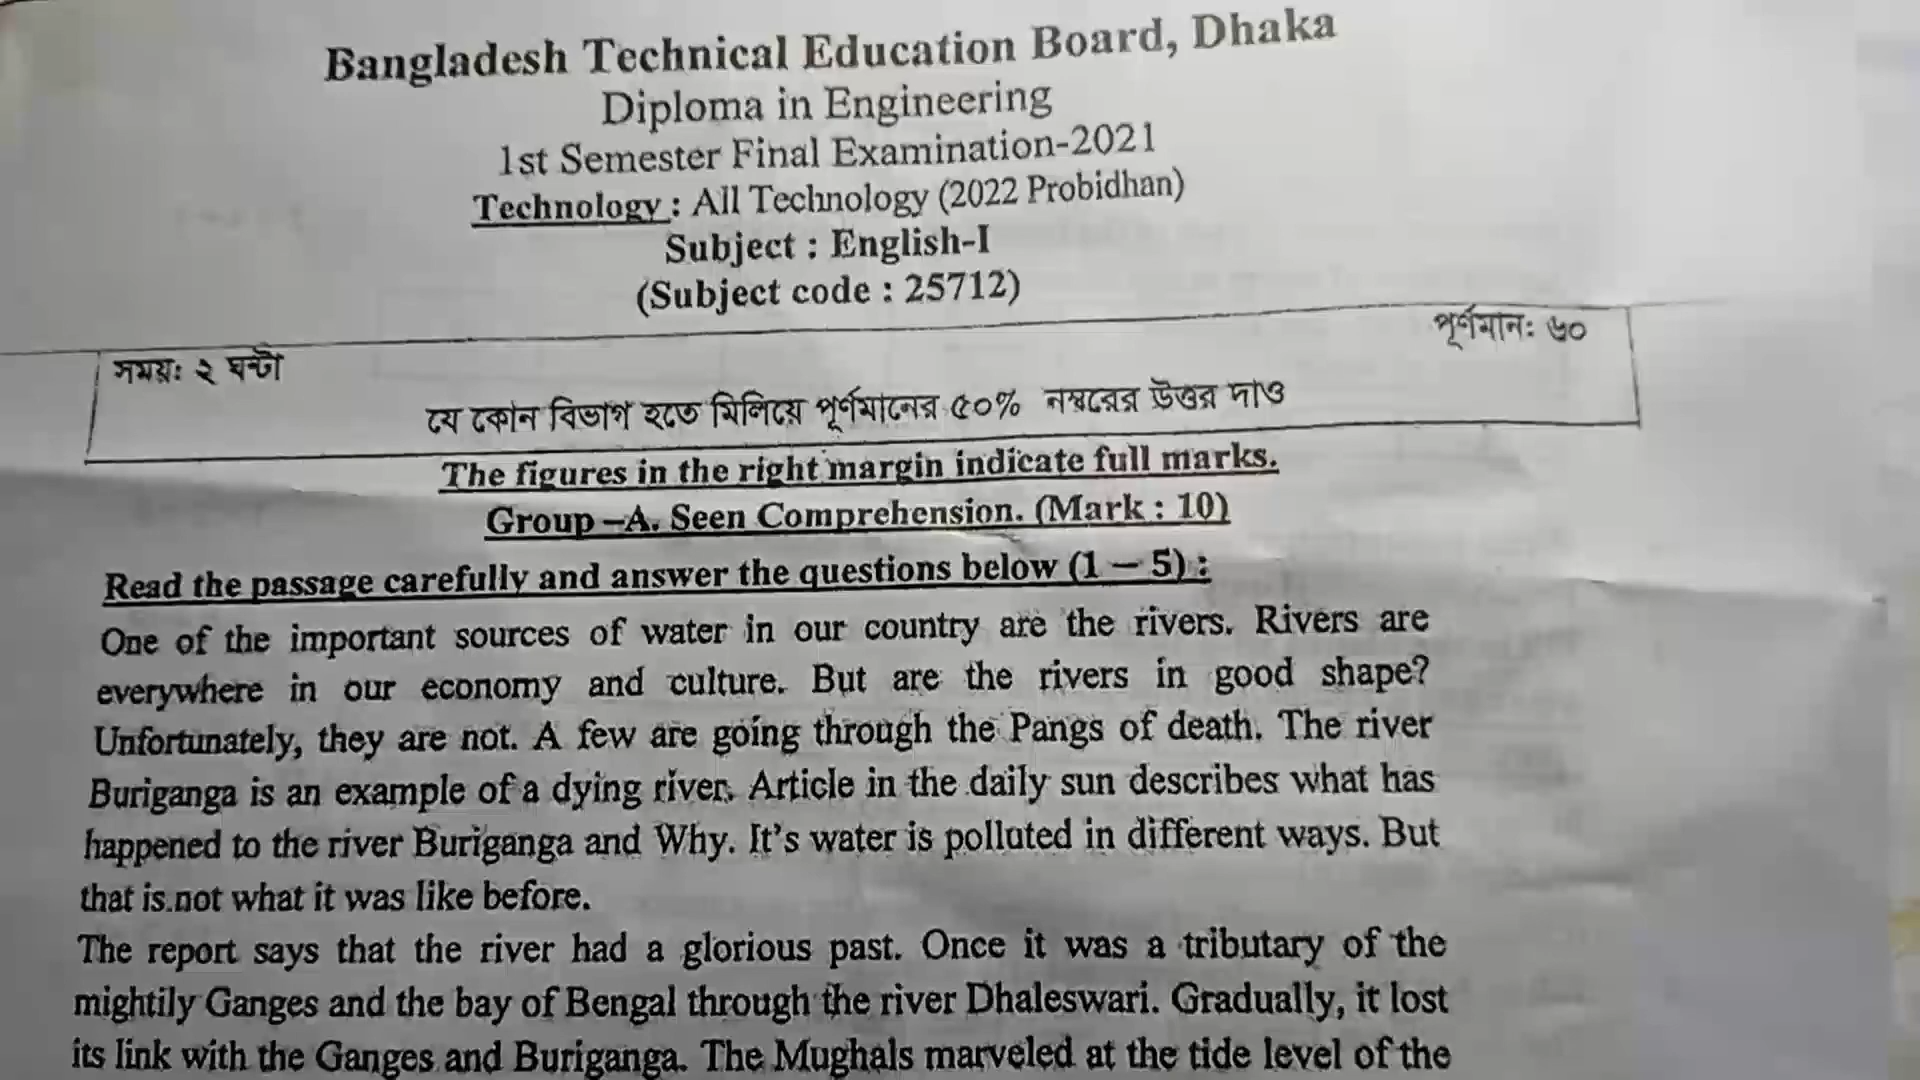 Bangladesh Technical Education Board, Dhaka
Diploma in Engineering
1st Semester Final Examination-2021
Technology : All Technology (2022 Probidhan)
Subject : English-I
(Subject code : 25712)
সময়ঃ ২ ঘন্টা
পূর্ণমানঃ ৬০
যে কোন বিভাগ হতে মিলিয়ে পূর্ণমানের ৫০% নম্বরের উত্তর দাও
The figures in the right margin indicate full marks.
Group –A. Seen Comprehension. (Mark : 10)
Read the passage carefully and answer the questions below (1 – 5) :
One of the important sources of water in our country are the rivers. Rivers are
everywhere in our economy and culture. But are the rivers in good shape?
Unfortunately, they are not. A few are going through the Pangs of death. The river
Buriganga is an example of a dying river. Article in the daily sun describes what has
happened to the river Buriganga and Why. It's water is polluted in different ways. But
that is not what it was like before.
The report says that the river had a glorious past. Once it was a tributary of the
mightily Ganges and the bay of Bengal through the river Dhaleswari. Gradually, it lost
its link with the Ganges and Buriganga. The Mughals marveled at the tide level of the